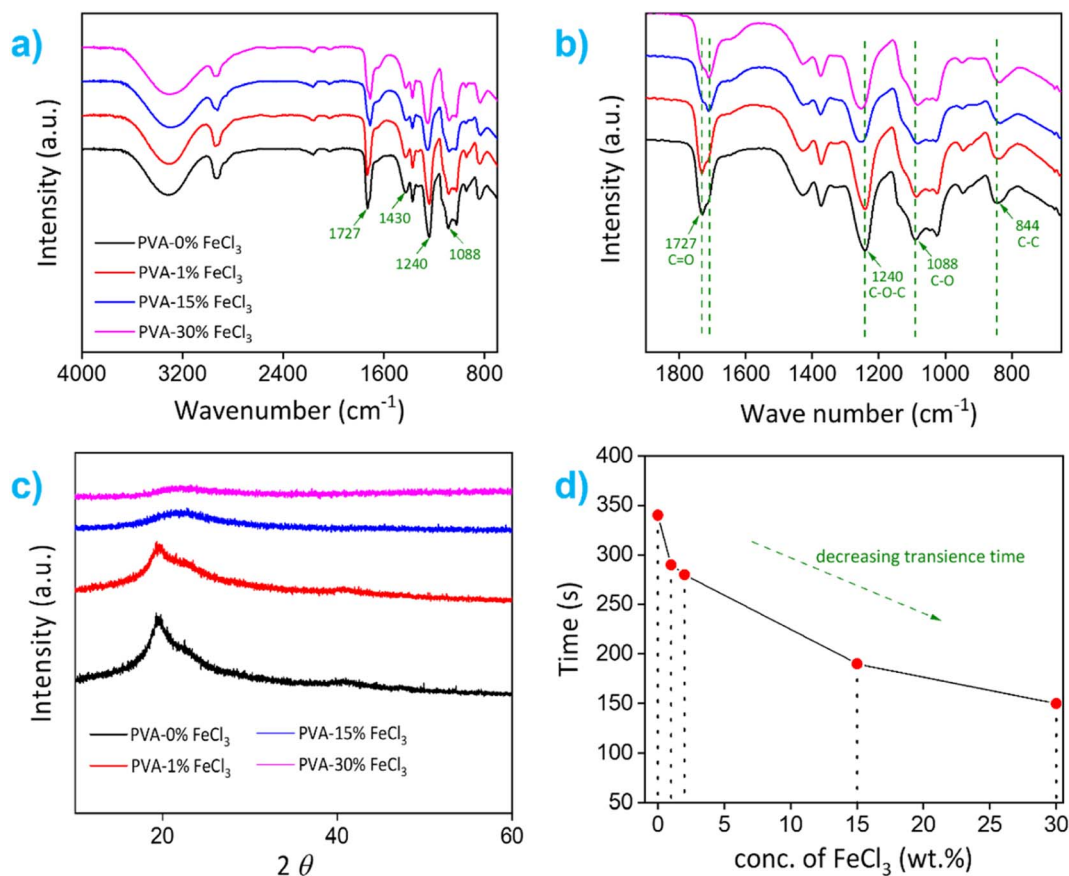 a)
Intensity (a.u.)
1727
1430
1240
1088
PVA-0% FeCl₃
PVA-1% FeCl₃
PVA-15% FeCl₃
PVA-30% FeCl₃
4000 3200 2400 1600 800
Wavenumber (cm⁻¹)
b)
Intensity (a.u.)
1727
C=O
1240
C-O-C
1088
C-O
844
C-C
1800 1600 1400 1200 1000 800
Wave number (cm⁻¹)
c)
Intensity (a.u.)
PVA-0% FeCl₃ PVA-15% FeCl₃
PVA-1% FeCl₃ PVA-30% FeCl₃
20 40 60
2 θ
d)
Time (s)
400
350
300
250
200
150
100
50
decreasing transience time
0 5 10 15 20 25 30
conc. of FeCl₃ (wt.%)